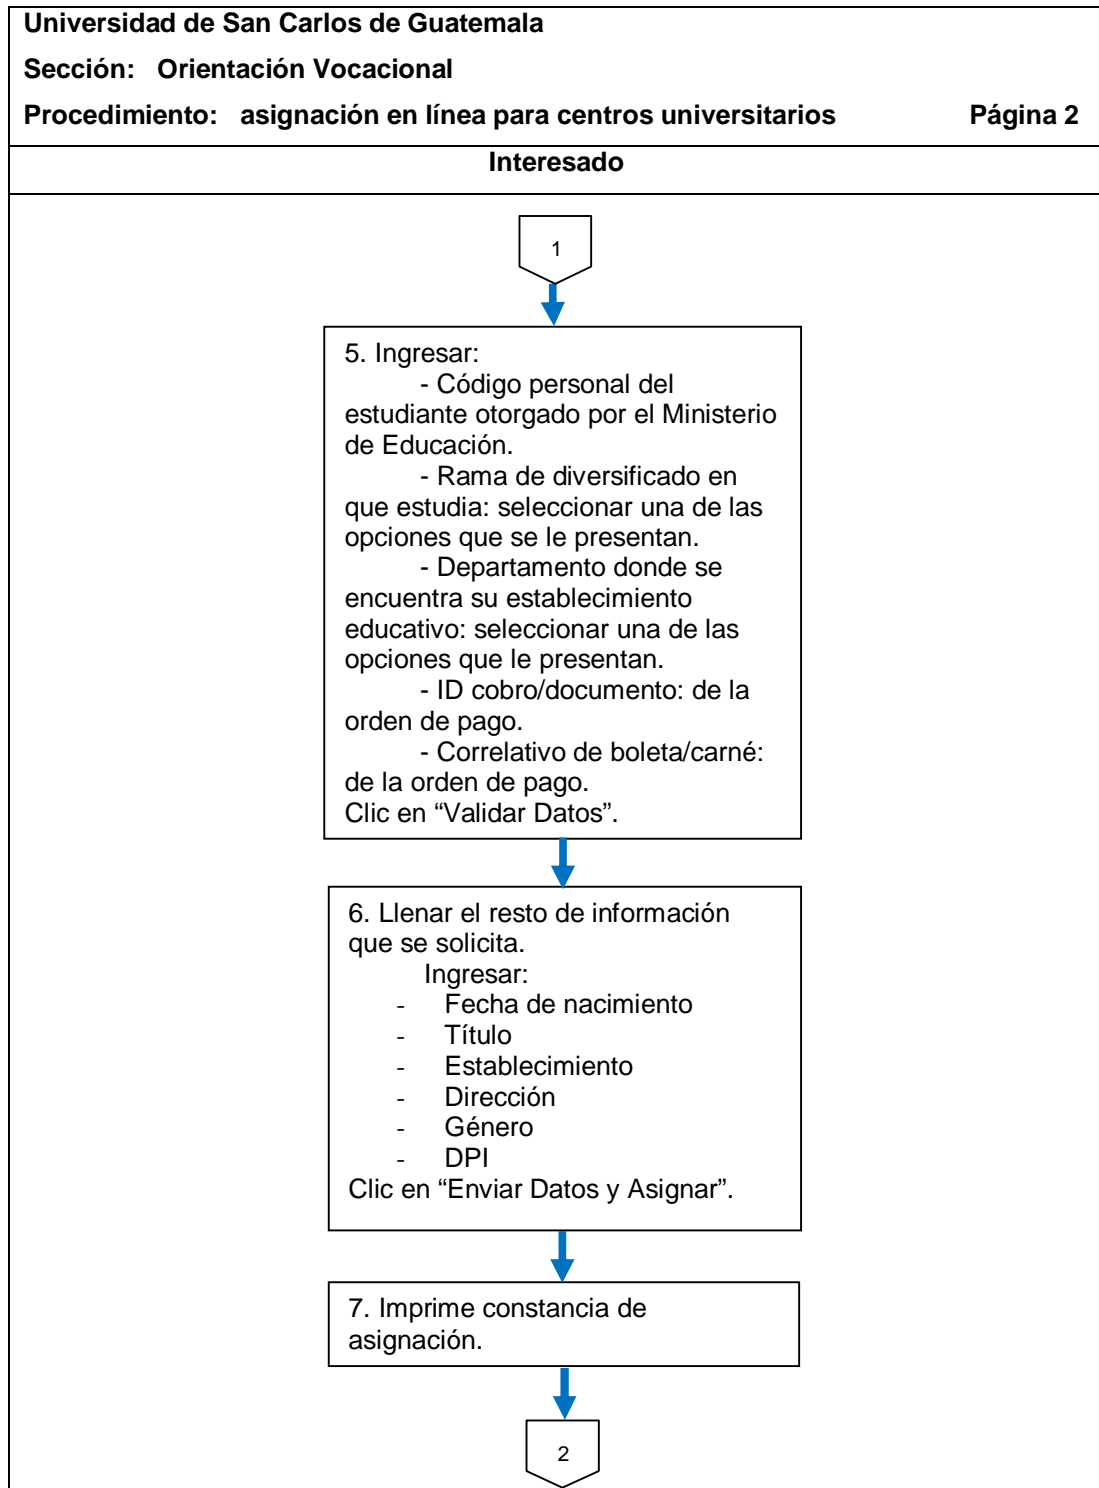 Universidad de San Carlos de Guatemala
Sección: Orientación Vocacional
Procedimiento: asignación en línea para centros universitarios Página 2
Interesado
1
5. Ingresar:
- Código personal del
estudiante otorgado por el Ministerio
de Educación.
- Rama de diversificado en
que estudia: seleccionar una de las
opciones que se le presentan.
- Departamento donde se
encuentra su establecimiento
educativo: seleccionar una de las
opciones que le presentan.
- ID cobro/documento: de la
orden de pago.
- Correlativo de boleta/carné:
de la orden de pago.
Clic en “Validar Datos”.
6. Llenar el resto de información
que se solicita.
Ingresar:
- Fecha de nacimiento
- Título
- Establecimiento
- Dirección
- Género
- DPI
Clic en “Enviar Datos y Asignar”.
7. Imprime constancia de
asignación.
2